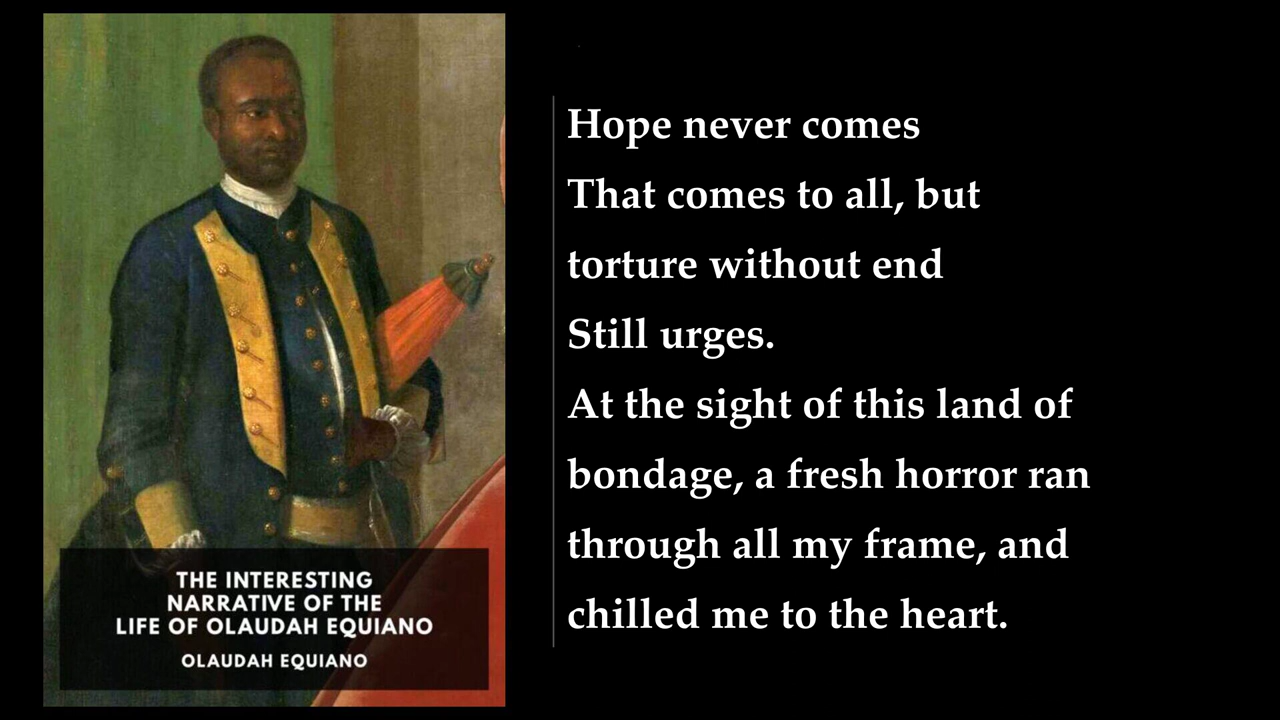 THE INTERESTING
NARRATIVE OF THE
LIFE OF OLAUDAH EQUIANO
OLAUDAH EQUIANO
Hope never comes
That comes to all, but
torture without end
Still urges.
At the sight of this land of
bondage, a fresh horror ran
through all my frame, and
chilled me to the heart.